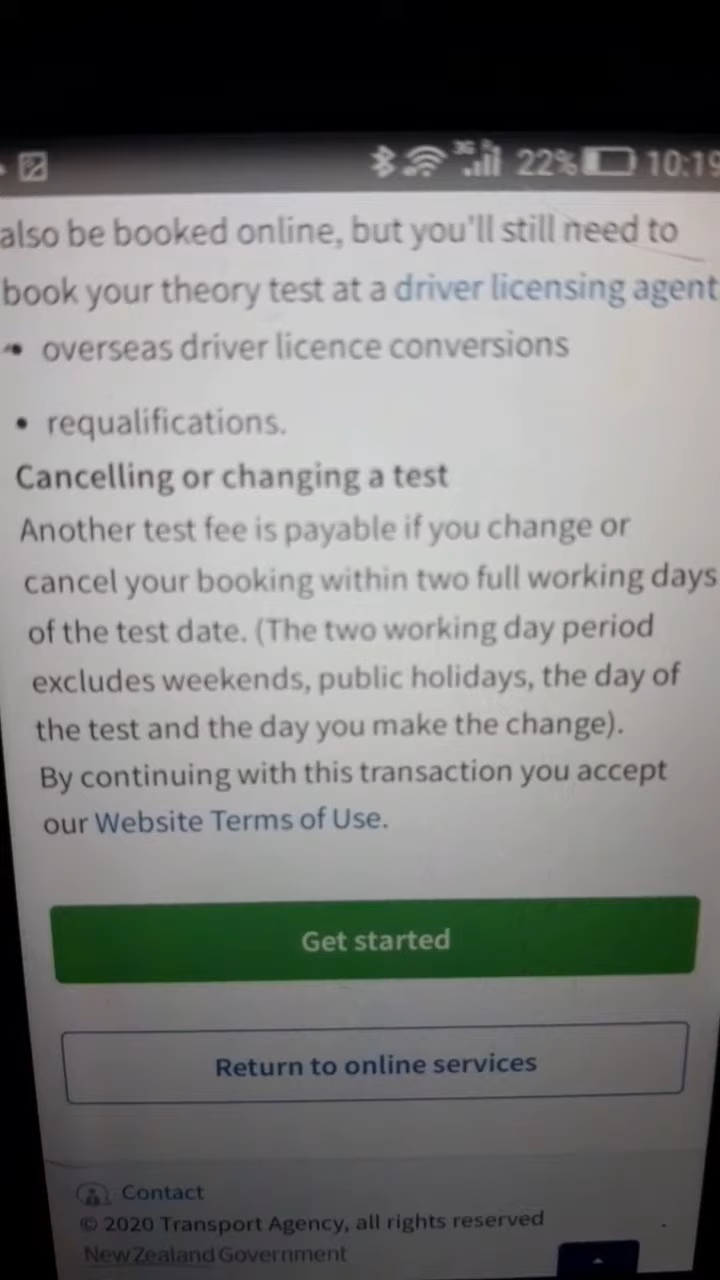 3G 22% 10:19
also be booked online, but you'll still need to
book your theory test at a driver licensing agent
• overseas driver licence conversions
• requalifications.
Cancelling or changing a test
Another test fee is payable if you change or
cancel your booking within two full working days
of the test date. (The two working day period
excludes weekends, public holidays, the day of
the test and the day you make the change).
By continuing with this transaction you accept
our Website Terms of Use.
Get started
Return to online services
Contact
© 2020 Transport Agency, all rights reserved
New Zealand Government